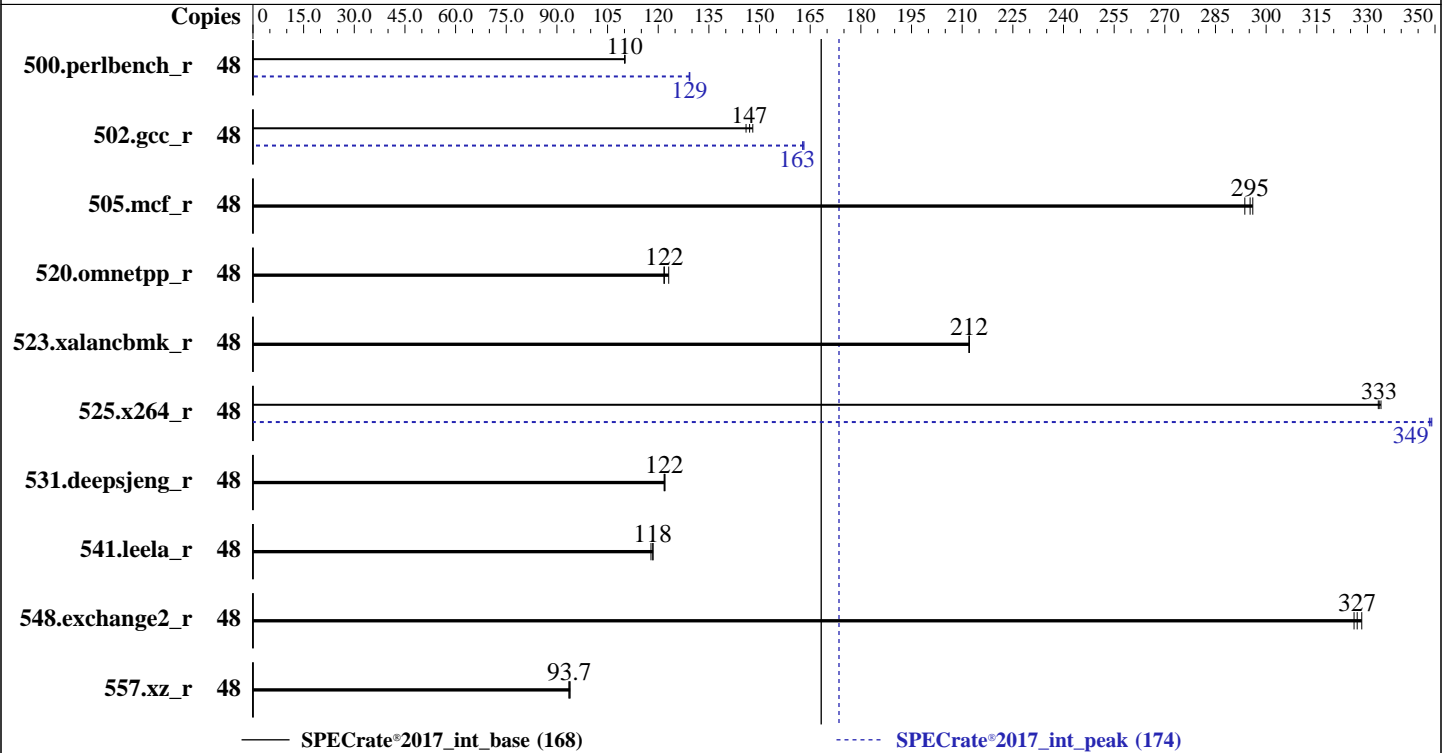 Copies 0 15.0 30.0 45.0 60.0 75.0 90.0 105 120 135 150 165 180 195 210 225 240 255 270 285 300 315 330 350
500.perlbench_r 48 110
129
502.gcc_r 48 147
163
505.mcf_r 48 295
520.omnetpp_r 48 122
523.xalancbmk_r 48 212
525.x264_r 48 333
349
531.deepsjeng_r 48 122
541.leela_r 48 118
548.exchange2_r 48 327
557.xz_r 48 93.7
SPECrate®2017_int_base (168) SPECrate®2017_int_peak (174)